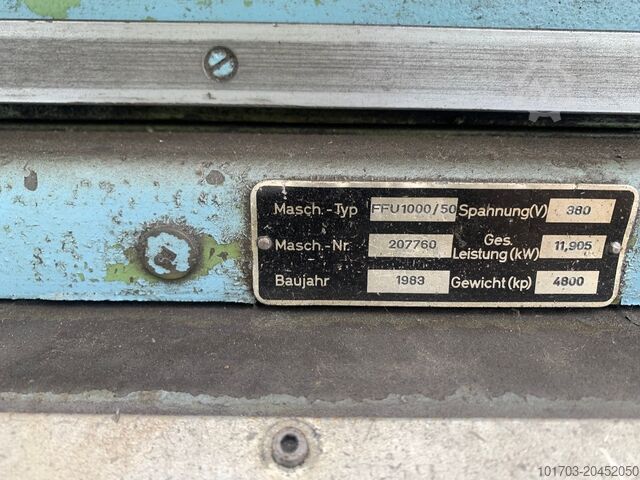 Masch.-Typ FFU1000/50 Spannung(V) 380
Masch.-Nr. 207760 Ges. Leistung(kW) 11,905
Baujahr 1983 Gewicht(kp) 4800
101703-20452050